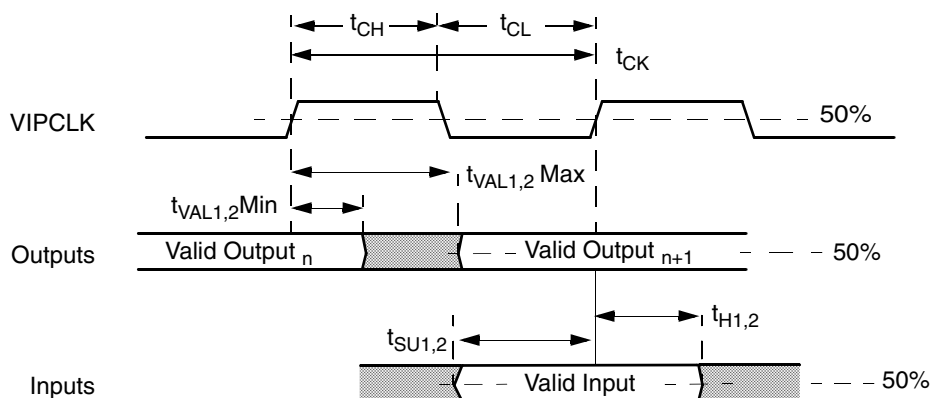 tCH tCL
tCK
VIPCLK 50%
tVAL1,2 Max
tVAL1,2Min
Outputs Valid Output n Valid Output n+1 50%
tSU1,2 tH1,2
Inputs Valid Input 50%